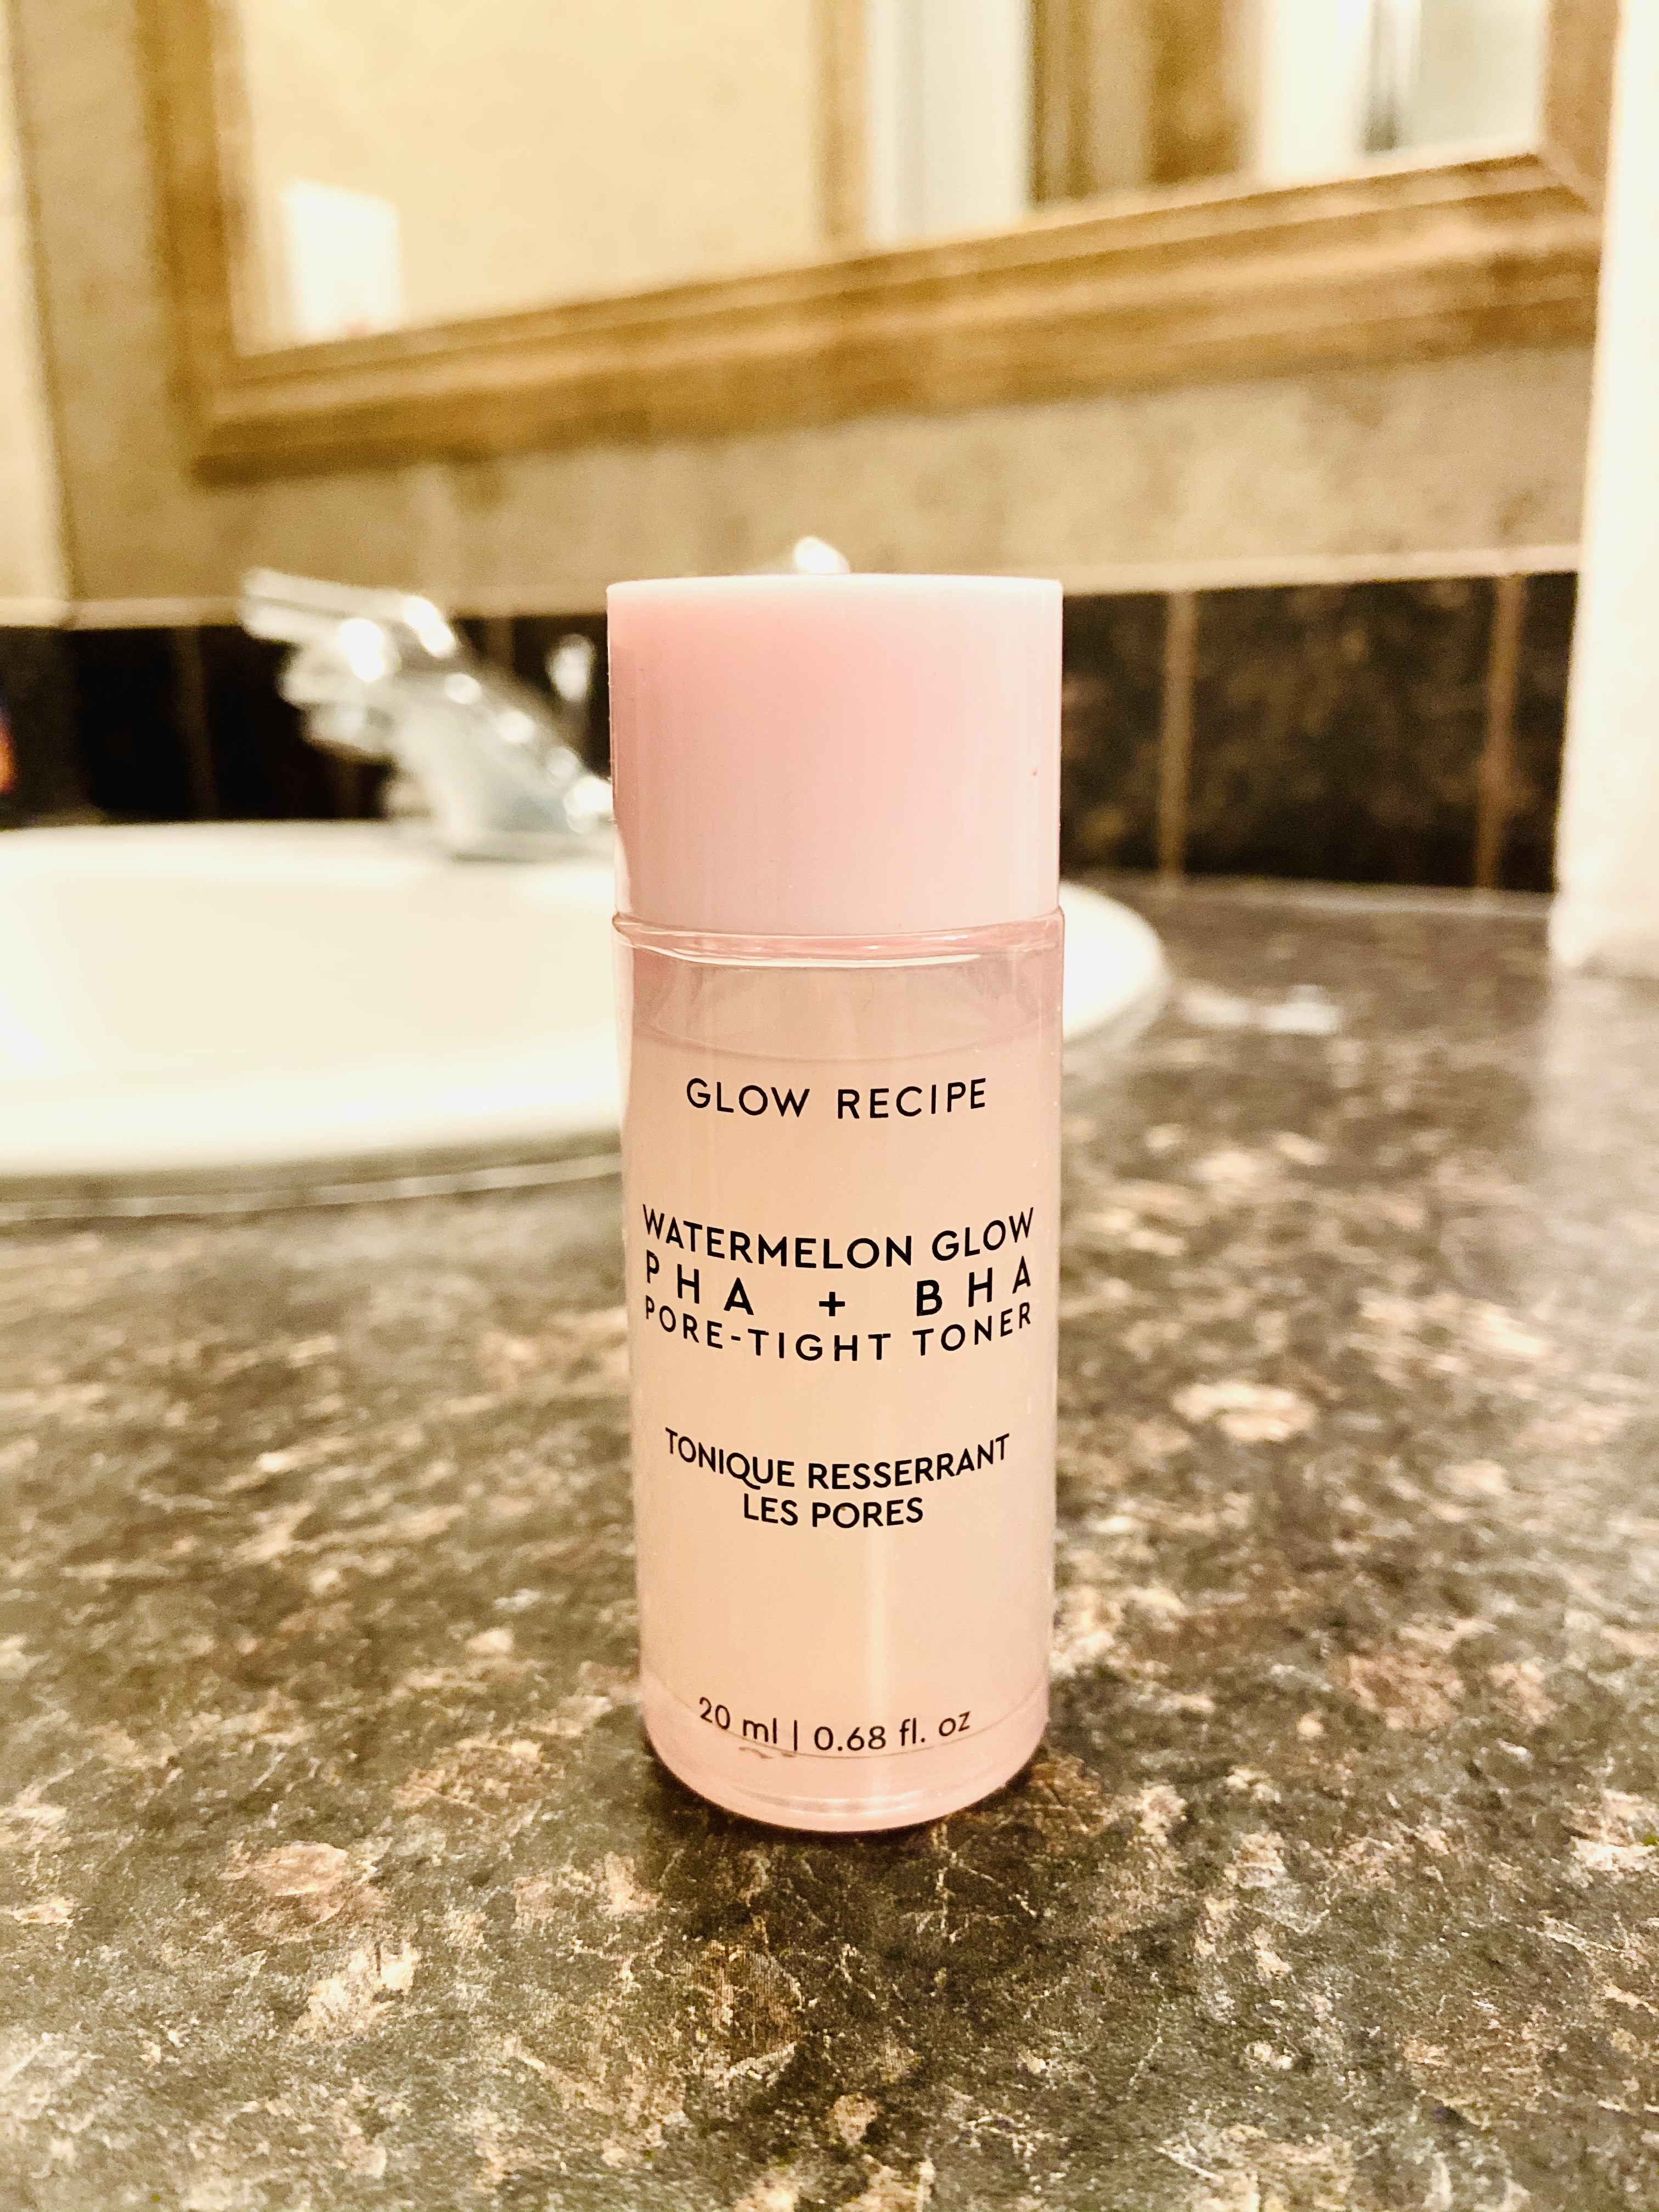 GLOW RECIPE
WATERMELON GLOW
PHA + BHA
PORE-TIGHT TONER
TONIQUE RESSERRANT
LES PORES
20 ml | 0.68 fl. oz